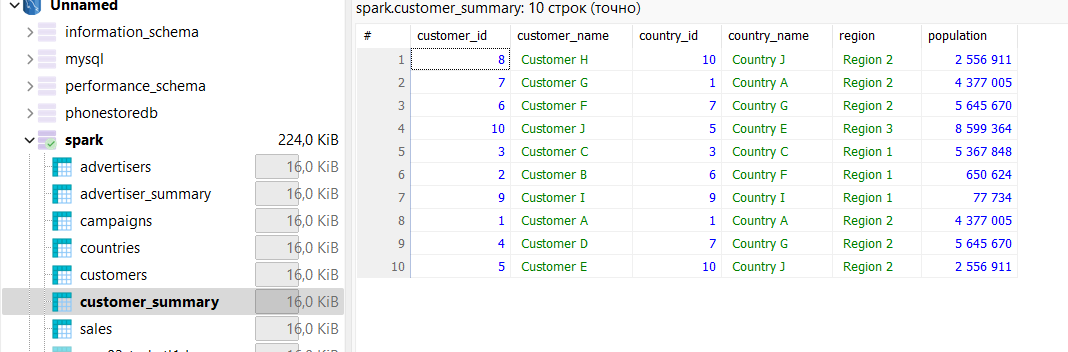 Unnamed
information_schema
mysql
performance_schema
phonestoredb
spark 224,0 KiB
advertisers 16,0 KiB
advertiser_summary 16,0 KiB
campaigns 16,0 KiB
countries 16,0 KiB
customers 16,0 KiB
customer_summary 16,0 KiB
sales 16,0 KiB
16,0 KiB
spark.customer_summary: 10 строк (точно)
# customer_id customer_name country_id country_name region population
1 8 Customer H 10 Country J Region 2 2 556 911
2 7 Customer G 1 Country A Region 2 4 377 005
3 6 Customer F 7 Country G Region 2 5 645 670
4 10 Customer J 5 Country E Region 3 8 599 364
5 3 Customer C 3 Country C Region 1 5 367 848
6 2 Customer B 6 Country F Region 1 650 624
7 9 Customer I 9 Country I Region 1 77 734
8 1 Customer A 1 Country A Region 2 4 377 005
9 4 Customer D 7 Country G Region 2 5 645 670
10 5 Customer E 10 Country J Region 2 2 556 911